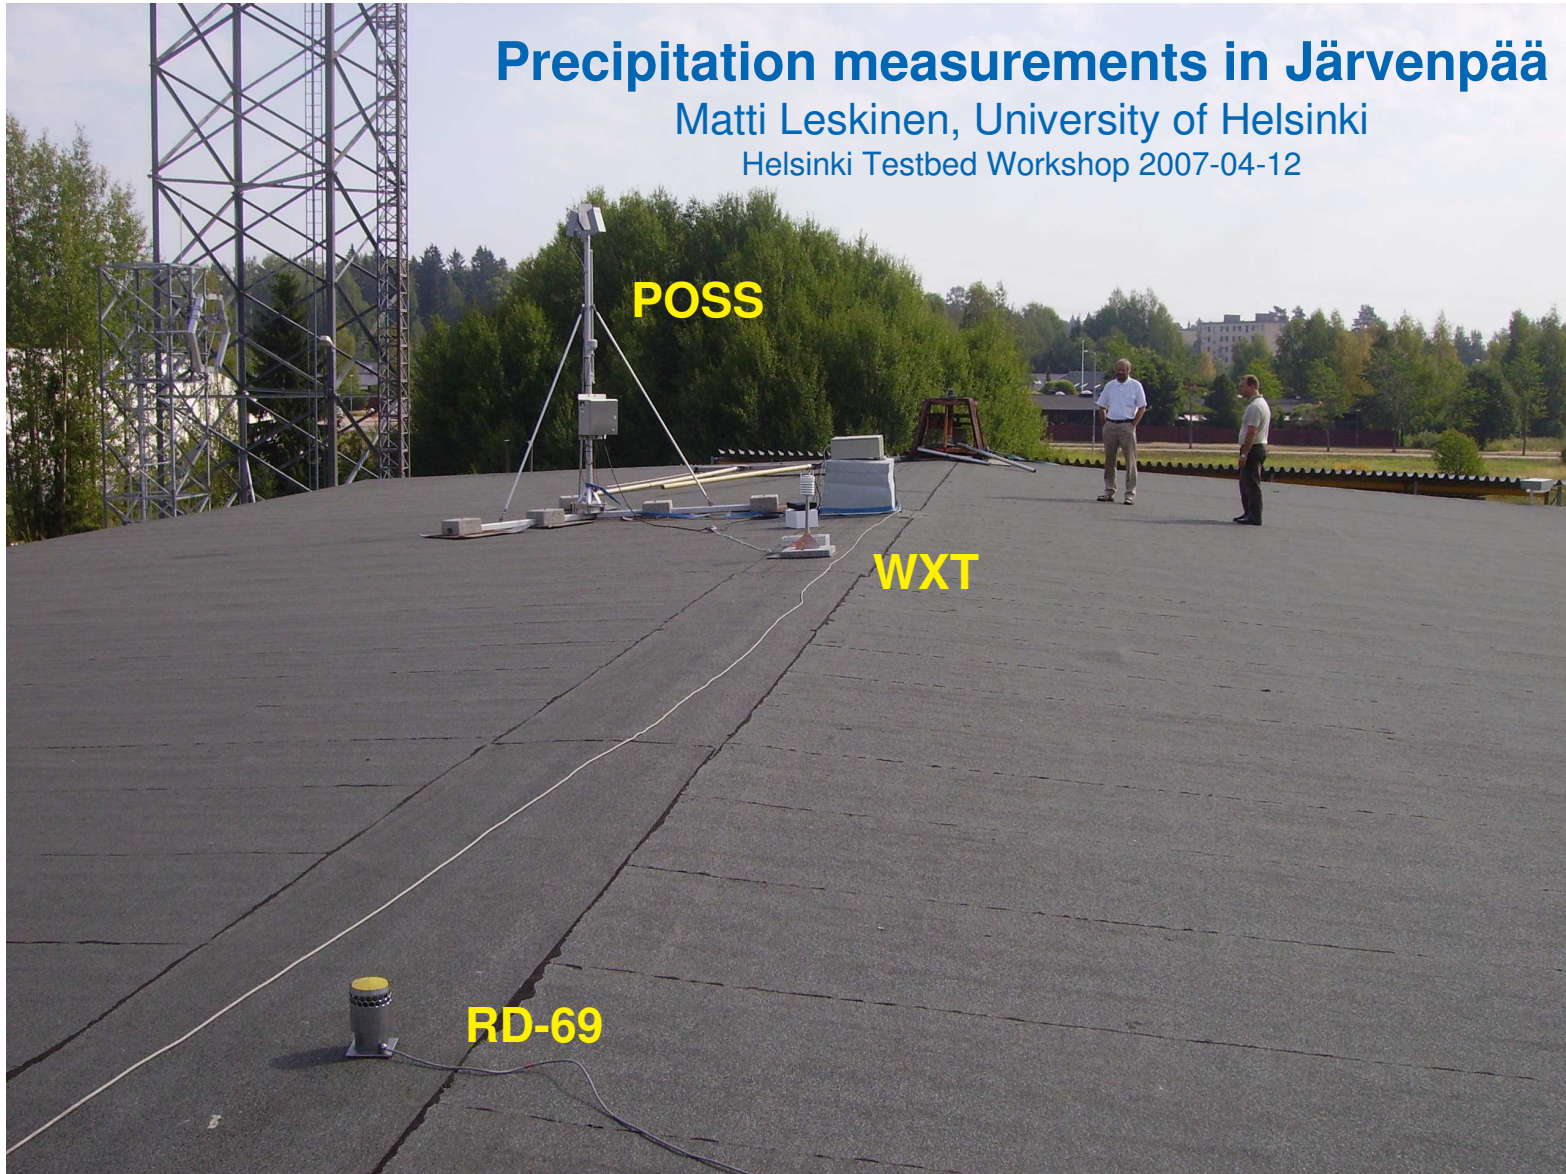 Precipitation measurements in Järvenpää
Matti Leskinen, University of Helsinki
Helsinki Testbed Workshop 2007-04-12
POSS
WXT
RD-69